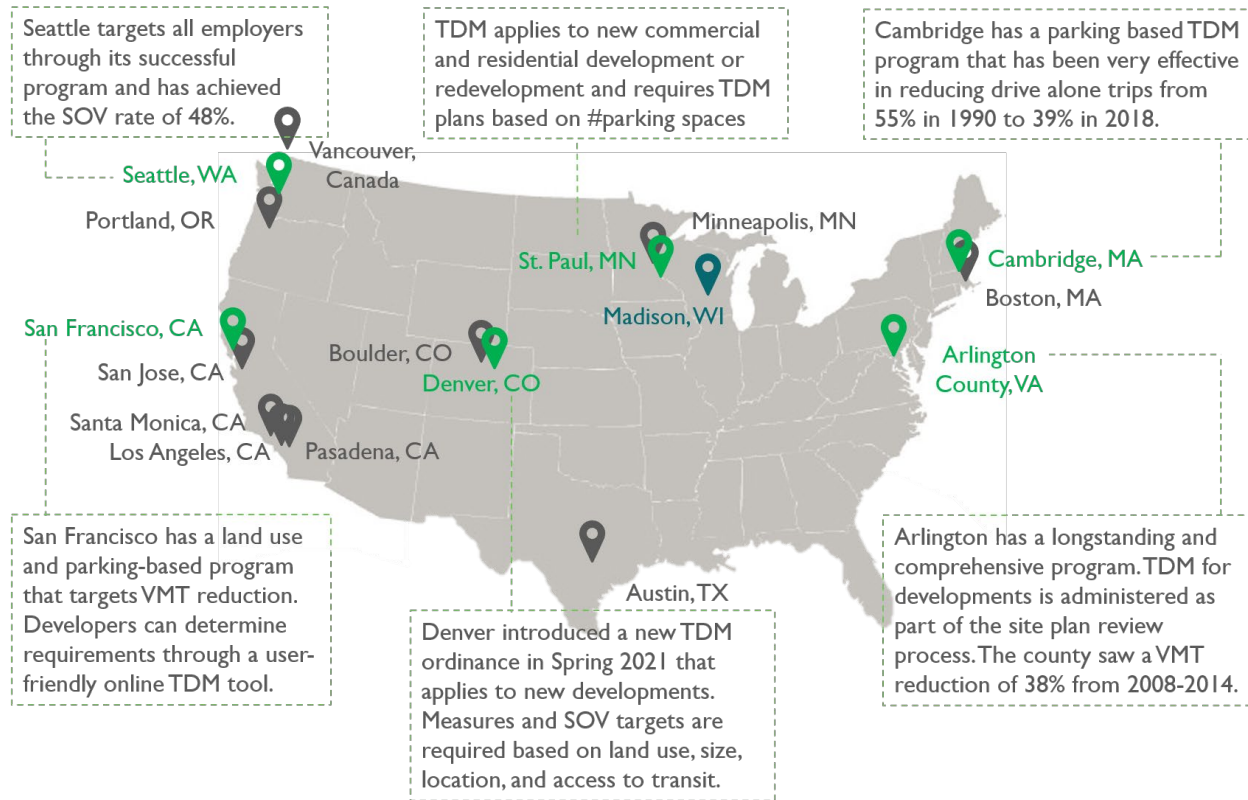 Seattle targets all employers
through its successful
program and has achieved
the SOV rate of 48%.
TDM applies to new commercial
and residential development or
redevelopment and requires TDM
plans based on #parking spaces
Cambridge has a parking based TDM
program that has been very effective
in reducing drive alone trips from
55% in 1990 to 39% in 2018.
Vancouver,
Canada
Seattle, WA
Portland, OR
Minneapolis, MN
St. Paul, MN
Madison, WI
Cambridge, MA
Boston, MA
San Francisco, CA
San Jose, CA
Boulder, CO
Denver, CO
Arlington
County, VA
Santa Monica, CA
Los Angeles, CA
Pasadena, CA
Austin, TX
San Francisco has a land use
and parking-based program
that targets VMT reduction.
Developers can determine
requirements through a user-
friendly online TDM tool.
Denver introduced a new TDM
ordinance in Spring 2021 that
applies to new developments.
Measures and SOV targets are
required based on land use, size,
location, and access to transit.
Arlington has a longstanding and
comprehensive program. TDM for
developments is administered as
part of the site plan review
process. The county saw a VMT
reduction of 38% from 2008-2014.